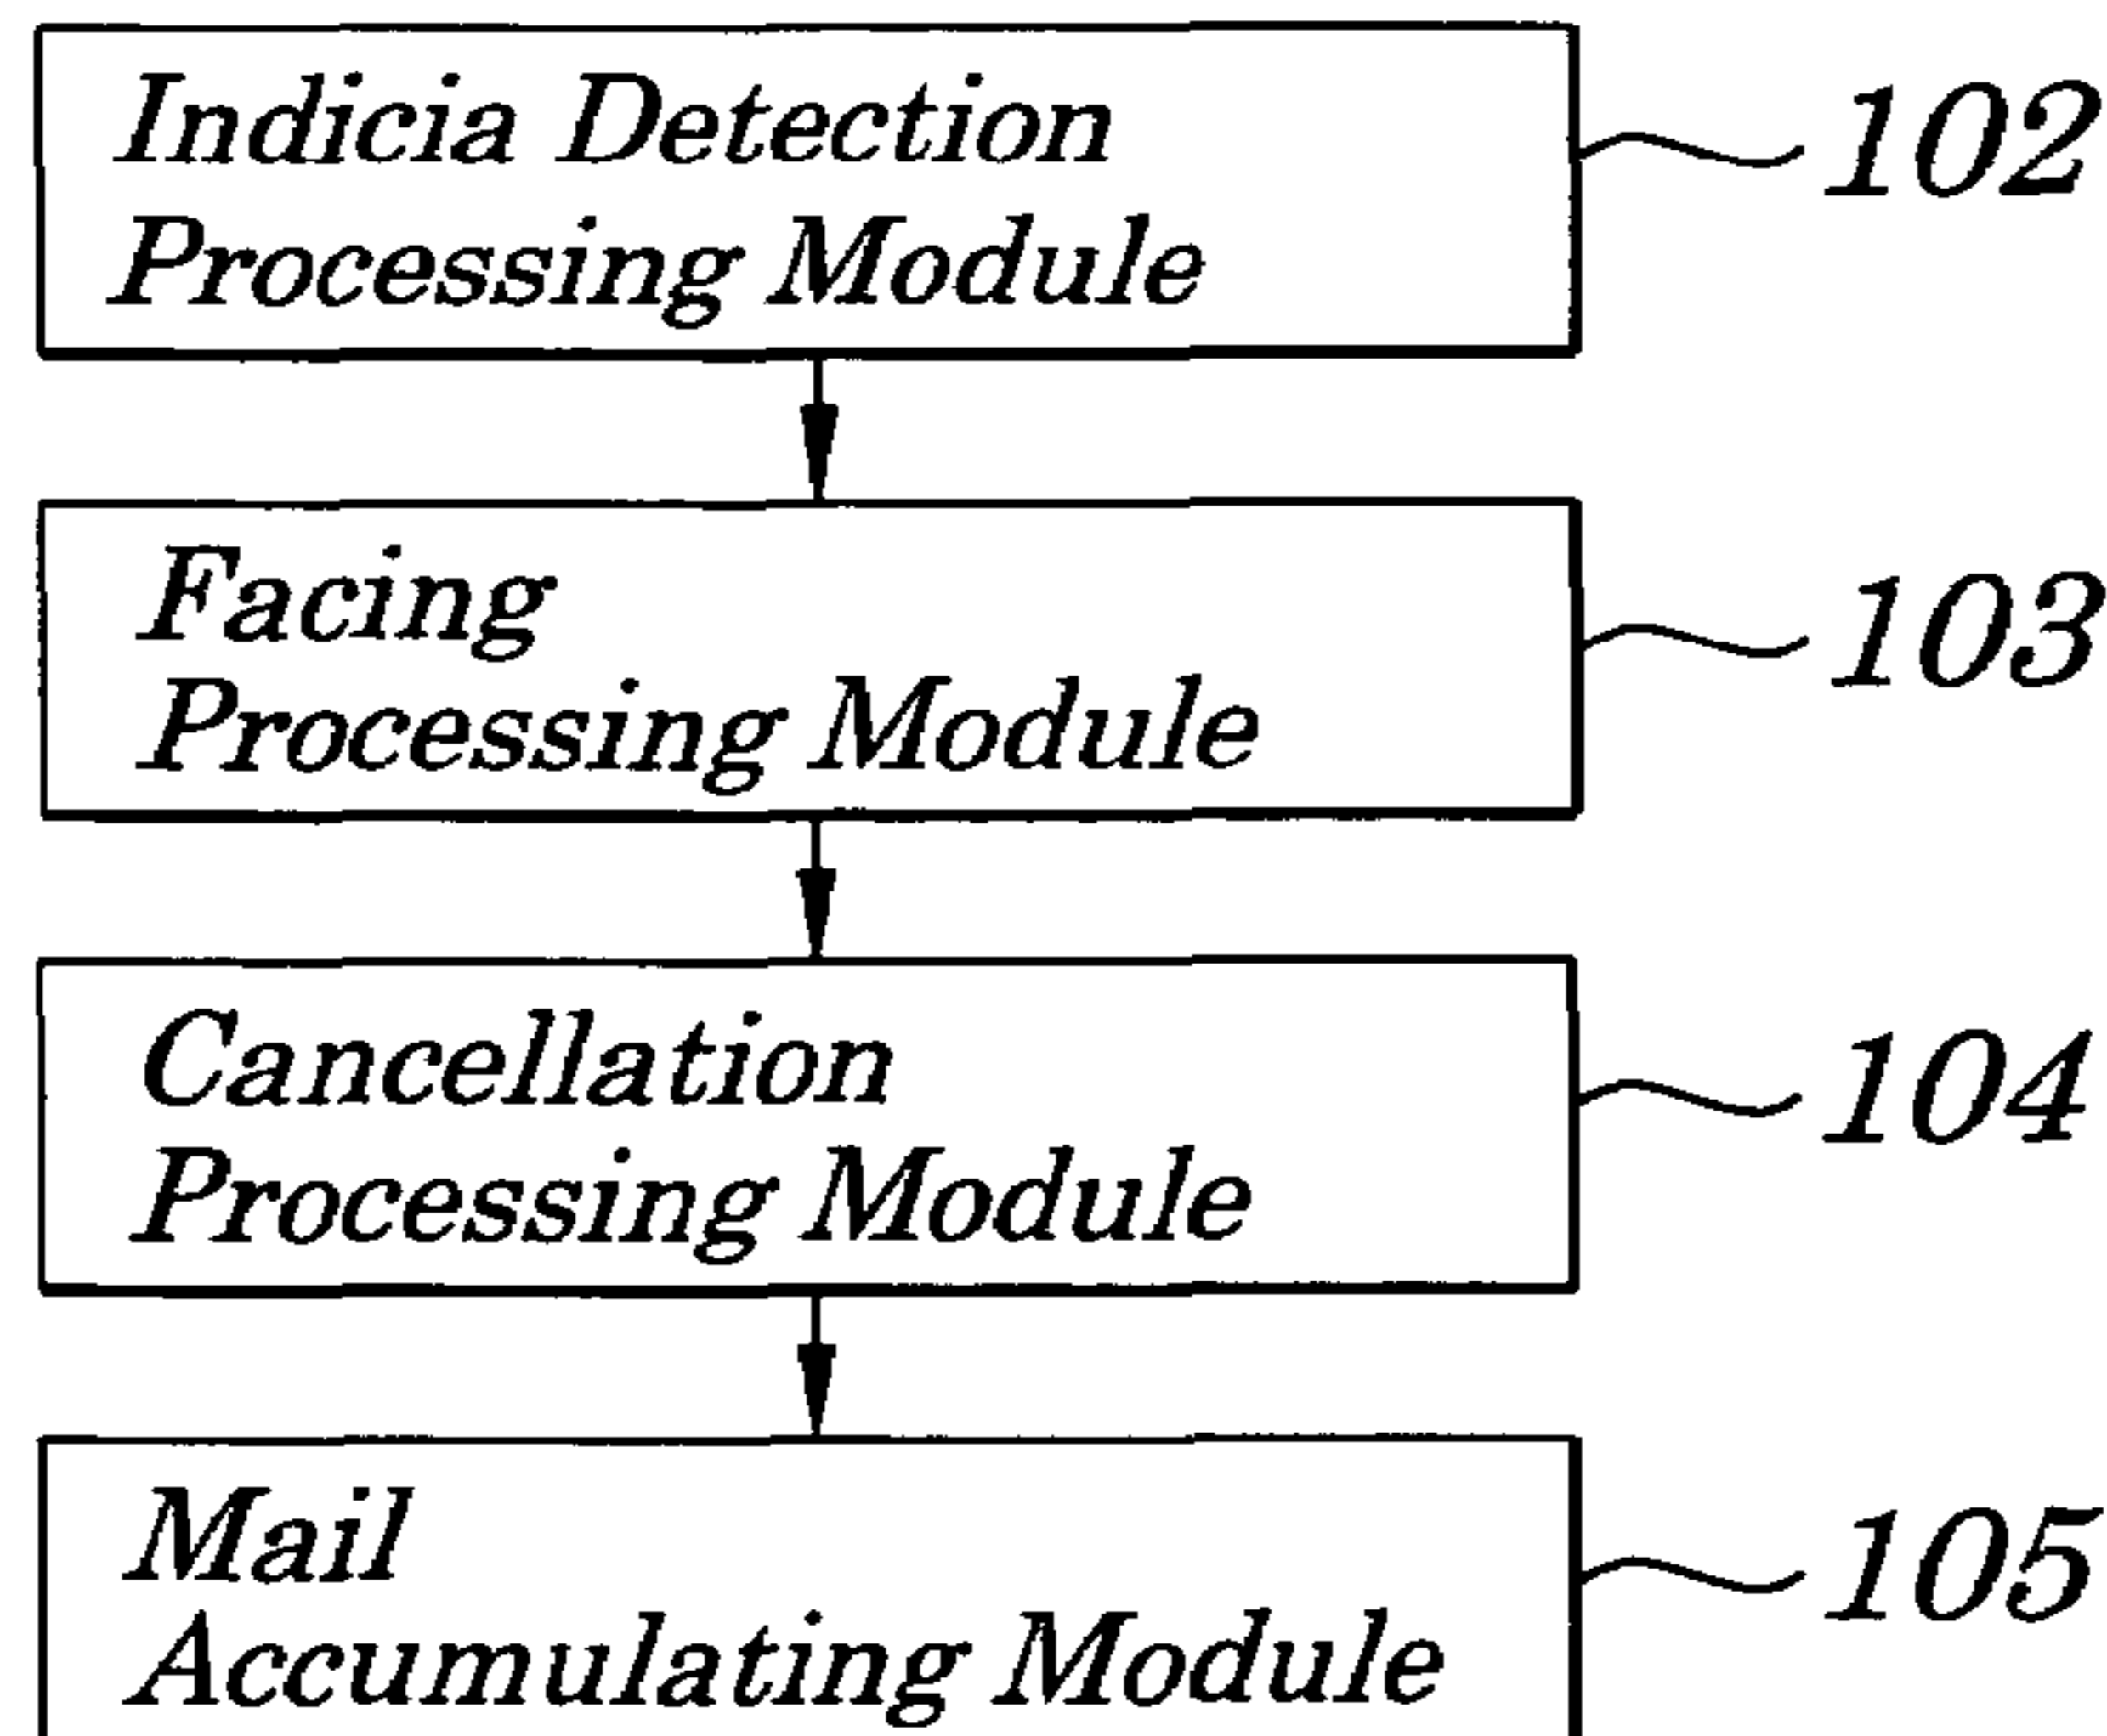 Indicia Detection
Processing Module
102
Facing
Processing Module
103
Cancellation
Processing Module
104
Mail
Accumulating Module
105